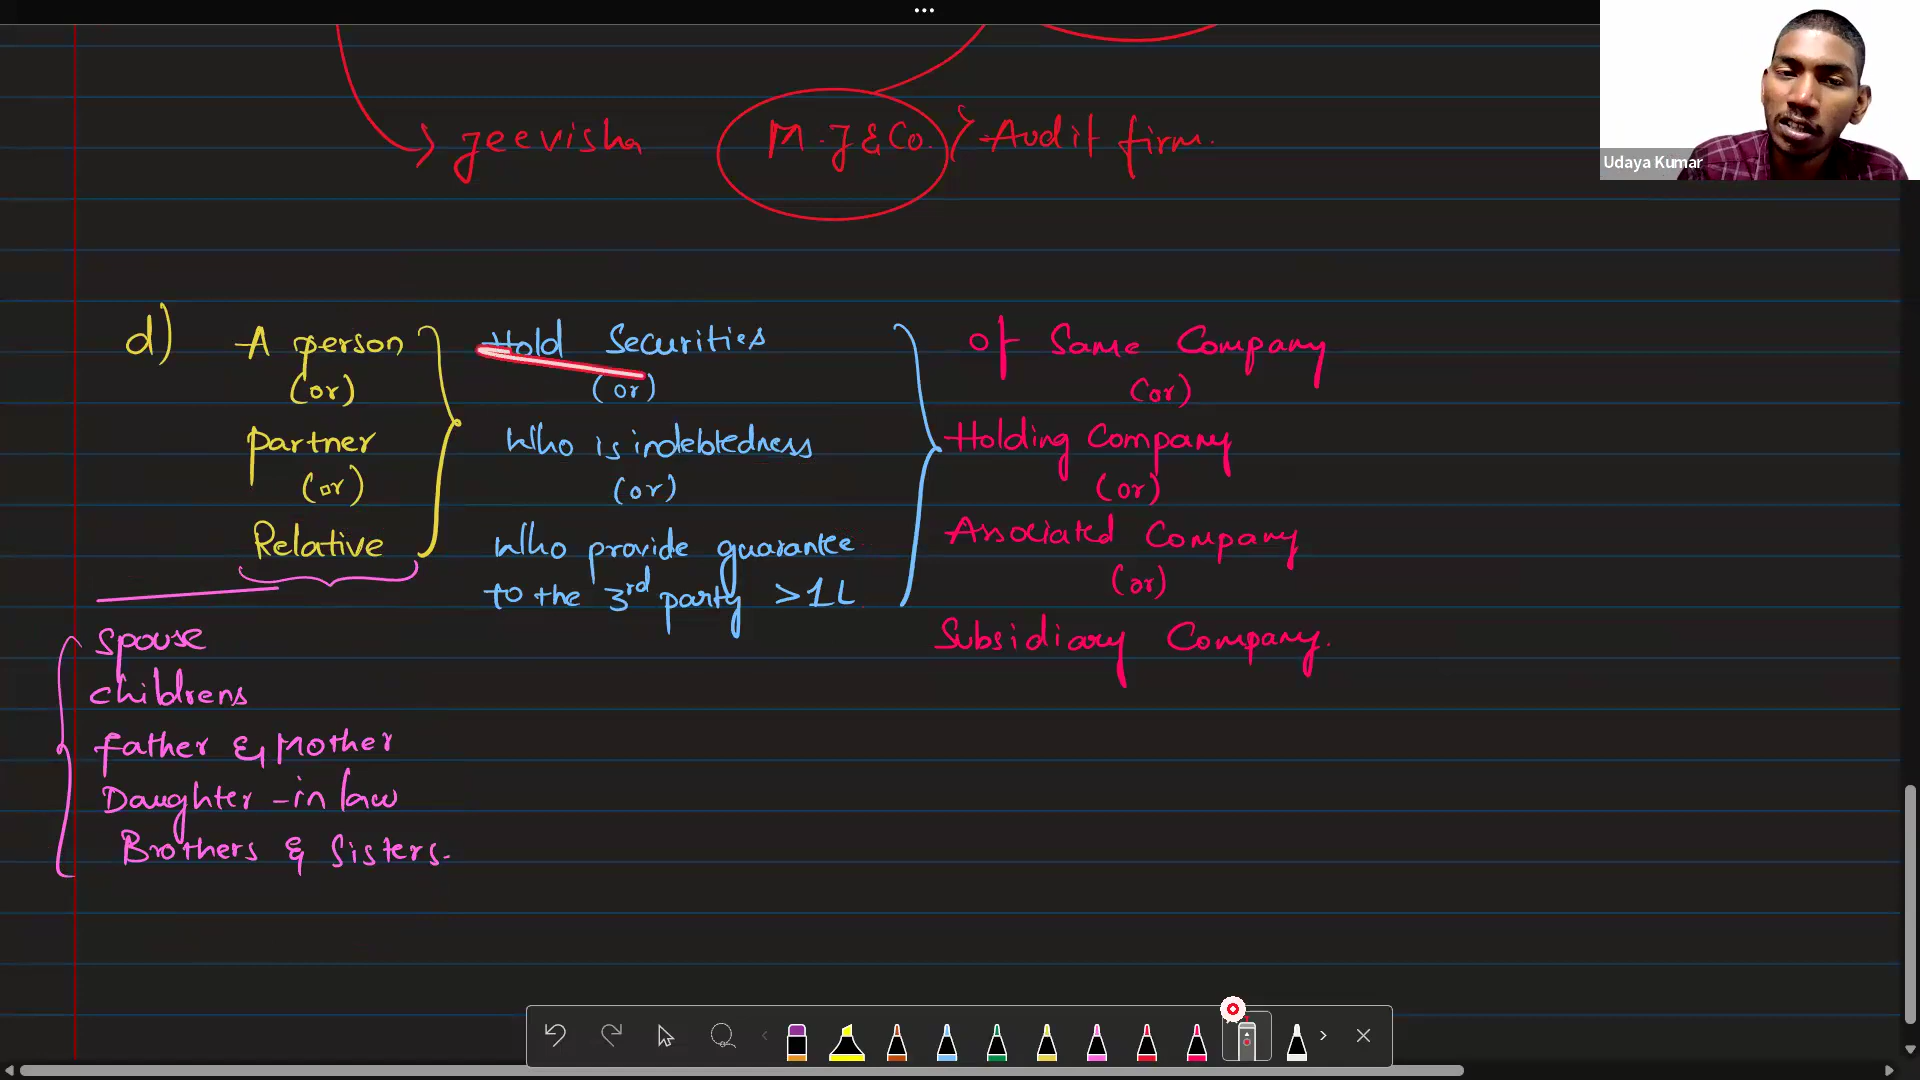 Jeevisha M.J & Co. Audit firm.
Udaya Kumar
d) A person Hold Securities of Same Company
(or) (or) (or)
partner Who is indebtedness Holding Company
(or) (or) (or)
Relative Who provide guarantee Associated Company
to the 3rd party >1L (or)
Spouse Subsidiary Company.
childrens
father & Mother
Daughter-in law
Brothers & Sisters.